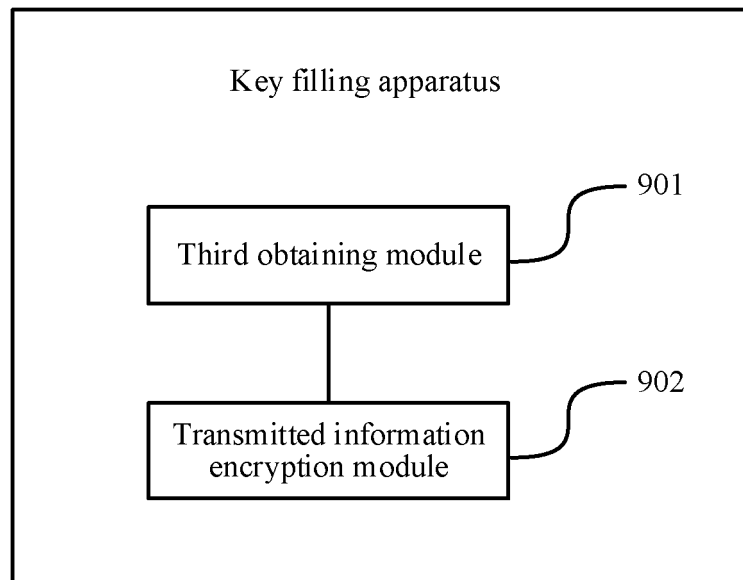 Key filling apparatus
901
Third obtaining module
902
Transmitted information
encryption module